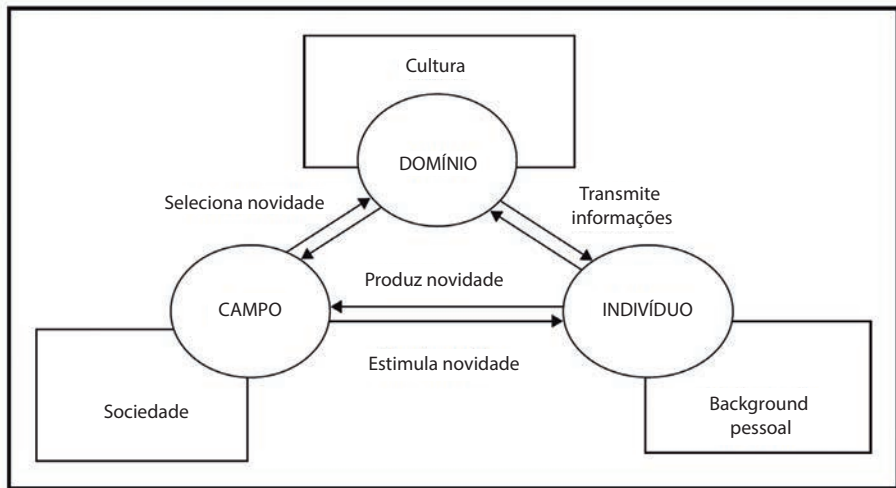 Cultura
DOMÍNIO
Seleciona novidade
Transmite
informações
Produz novidade
CAMPO
INDIVÍDUO
Estimula novidade
Sociedade
Background
pessoal